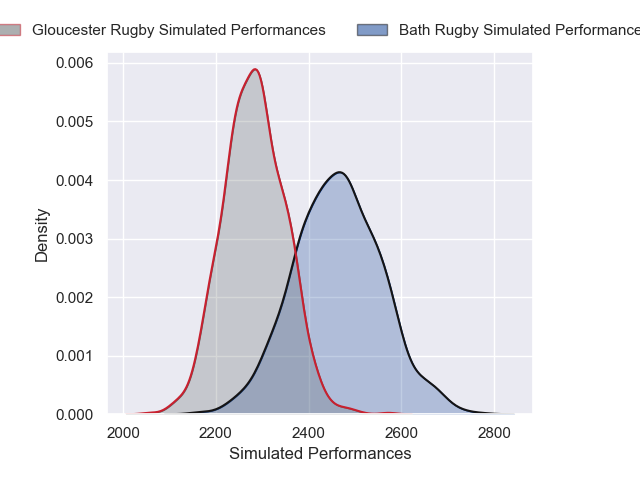 Gloucester Rugby Simulated Performances
Bath Rugby Simulated Performance
0.006
0.005
0.004
0.003
0.002
0.001
0.000
Density
2000 2200 2400 2600 2800
Simulated Performances